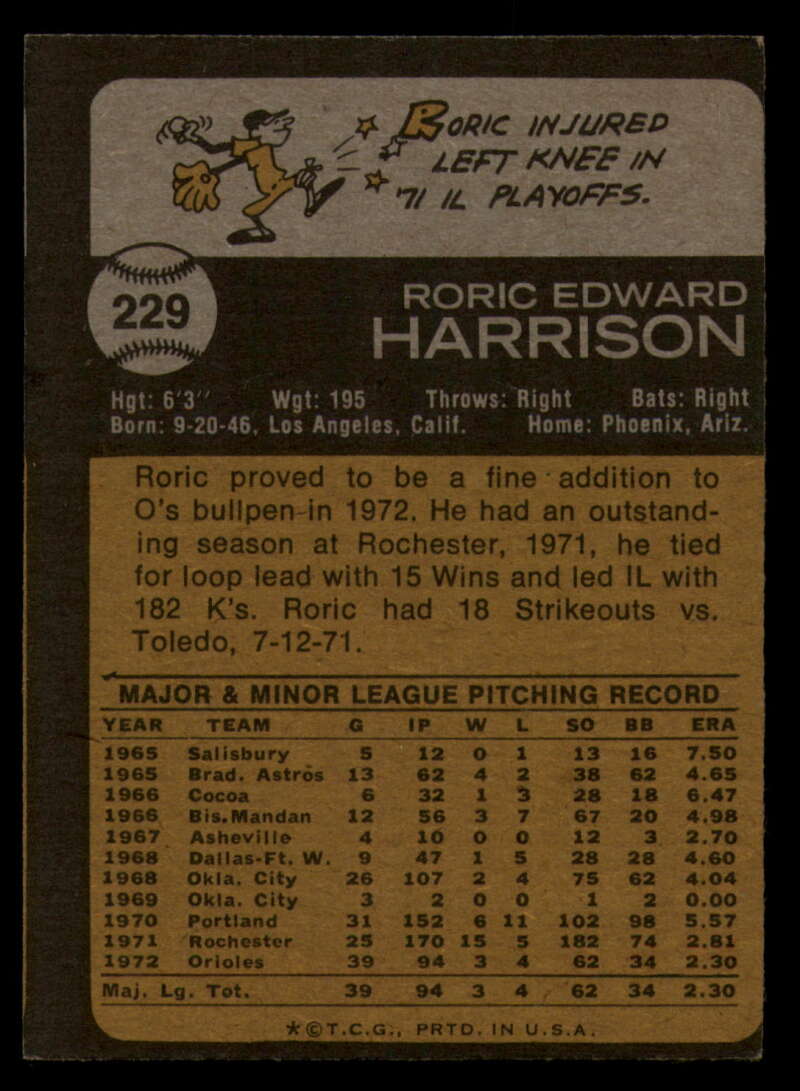 RORIC INJURED
LEFT KNEE IN
'71 IL PLAYOFFS.
229
RORIC EDWARD
HARRISON
Hgt: 6'3" Wgt: 195 Throws: Right Bats: Right
Born: 9-20-46, Los Angeles, Calif. Home: Phoenix, Ariz.
Roric proved to be a fine addition to
O's bullpen in 1972. He had an outstand-
ing season at Rochester, 1971, he tied
for loop lead with 15 Wins and led IL with
182 K's. Roric had 18 Strikeouts vs.
Toledo, 7-12-71.
MAJOR & MINOR LEAGUE PITCHING RECORD
YEAR TEAM G IP W L SO BB ERA
1965 Salisbury 5 12 0 1 13 16 7.50
1965 Brad. Astros 13 62 4 2 38 62 4.65
1966 Cocoa 6 32 1 3 28 18 6.47
1966 Bis.Mandan 12 56 3 7 67 20 4.98
1967 Asheville 4 10 0 0 12 3 2.70
1968 Dallas-Ft. W. 9 47 1 5 28 28 4.60
1968 Okla. City 26 107 2 4 75 62 4.04
1969 Okla. City 3 2 0 0 1 2 0.00
1970 Portland 31 152 6 11 102 98 5.57
1971 Rochester 25 170 15 5 182 74 2.81
1972 Orioles 39 94 3 4 62 34 2.30
Maj. Lg. Tot. 39 94 3 4 62 34 2.30
*©T.C.G., PRTD. IN U.S.A.